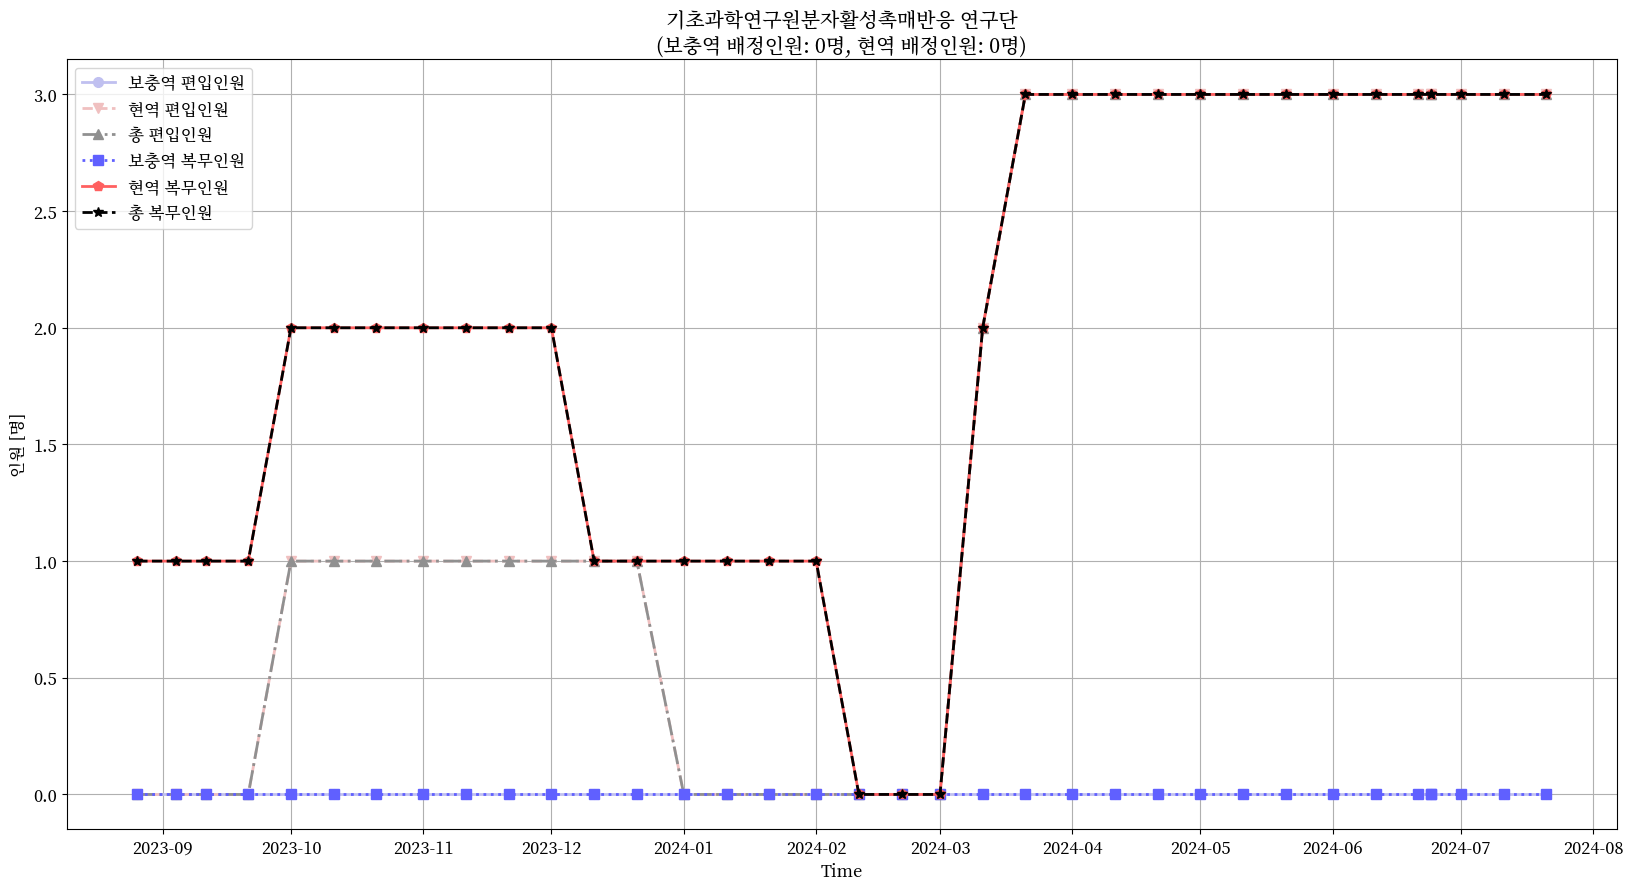 기초과학연구원분자활성촉매반응 연구단
(보충역 배정인원: 0명, 현역 배정인원: 0명)
보충역 편입인원
현역 편입인원
총 편입인원
보충역 복무인원
현역 복무인원
총 복무인원
3.0
2.5
2.0
1.5
1.0
0.5
0.0
인원 [명]
2023-09
2023-10
2023-11
2023-12
2024-01
2024-02
2024-03
2024-04
2024-05
2024-06
2024-07
2024-08
Time